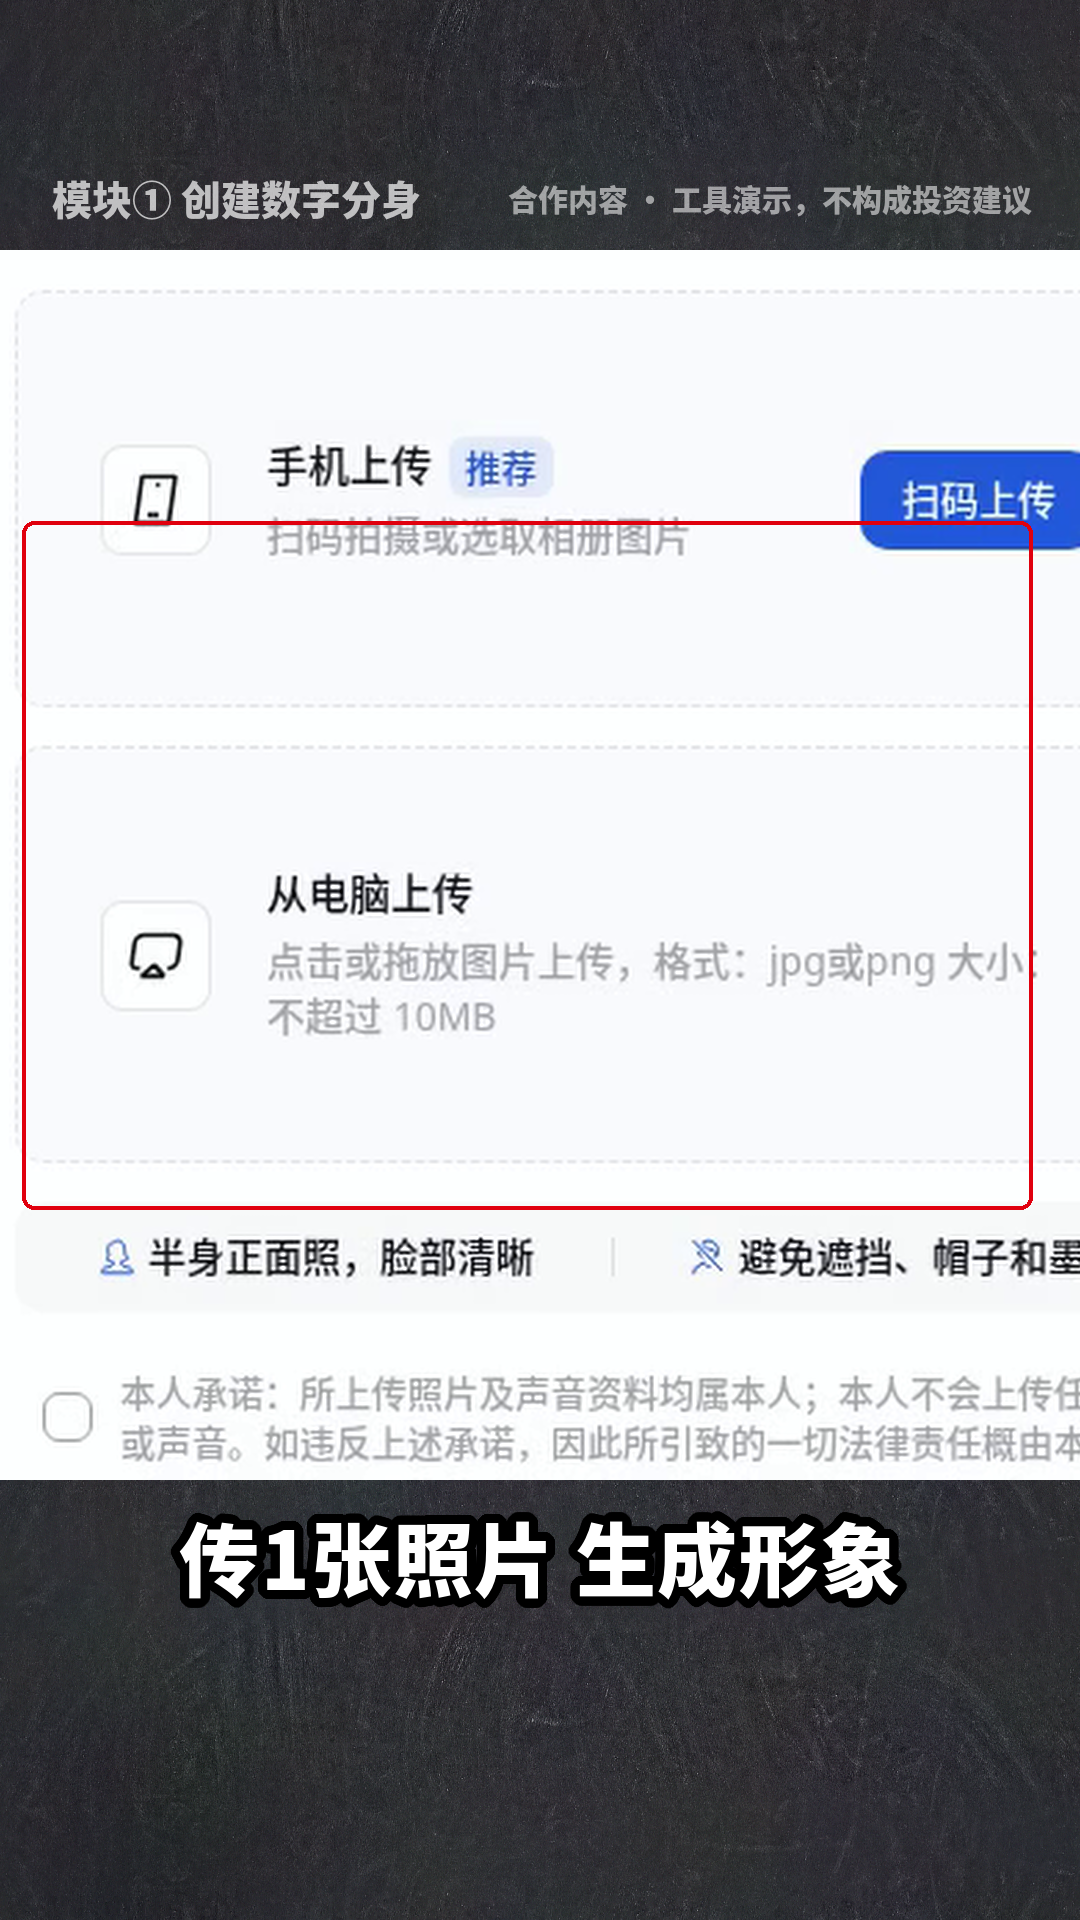 模块① 创建数字分身
合作内容 · 工具演示，不构成投资建议
手机上传 推荐
扫码拍摄或选取相册图片
扫码上传
从电脑上传
点击或拖放图片上传，格式：jpg或png 大小：
不超过 10MB
半身正面照，脸部清晰
避免遮挡、帽子和墨
本人承诺：所上传照片及声音资料均属本人；本人不会上传任
或声音。如违反上述承诺，因此所引致的一切法律责任概由本
传1张照片 生成形象